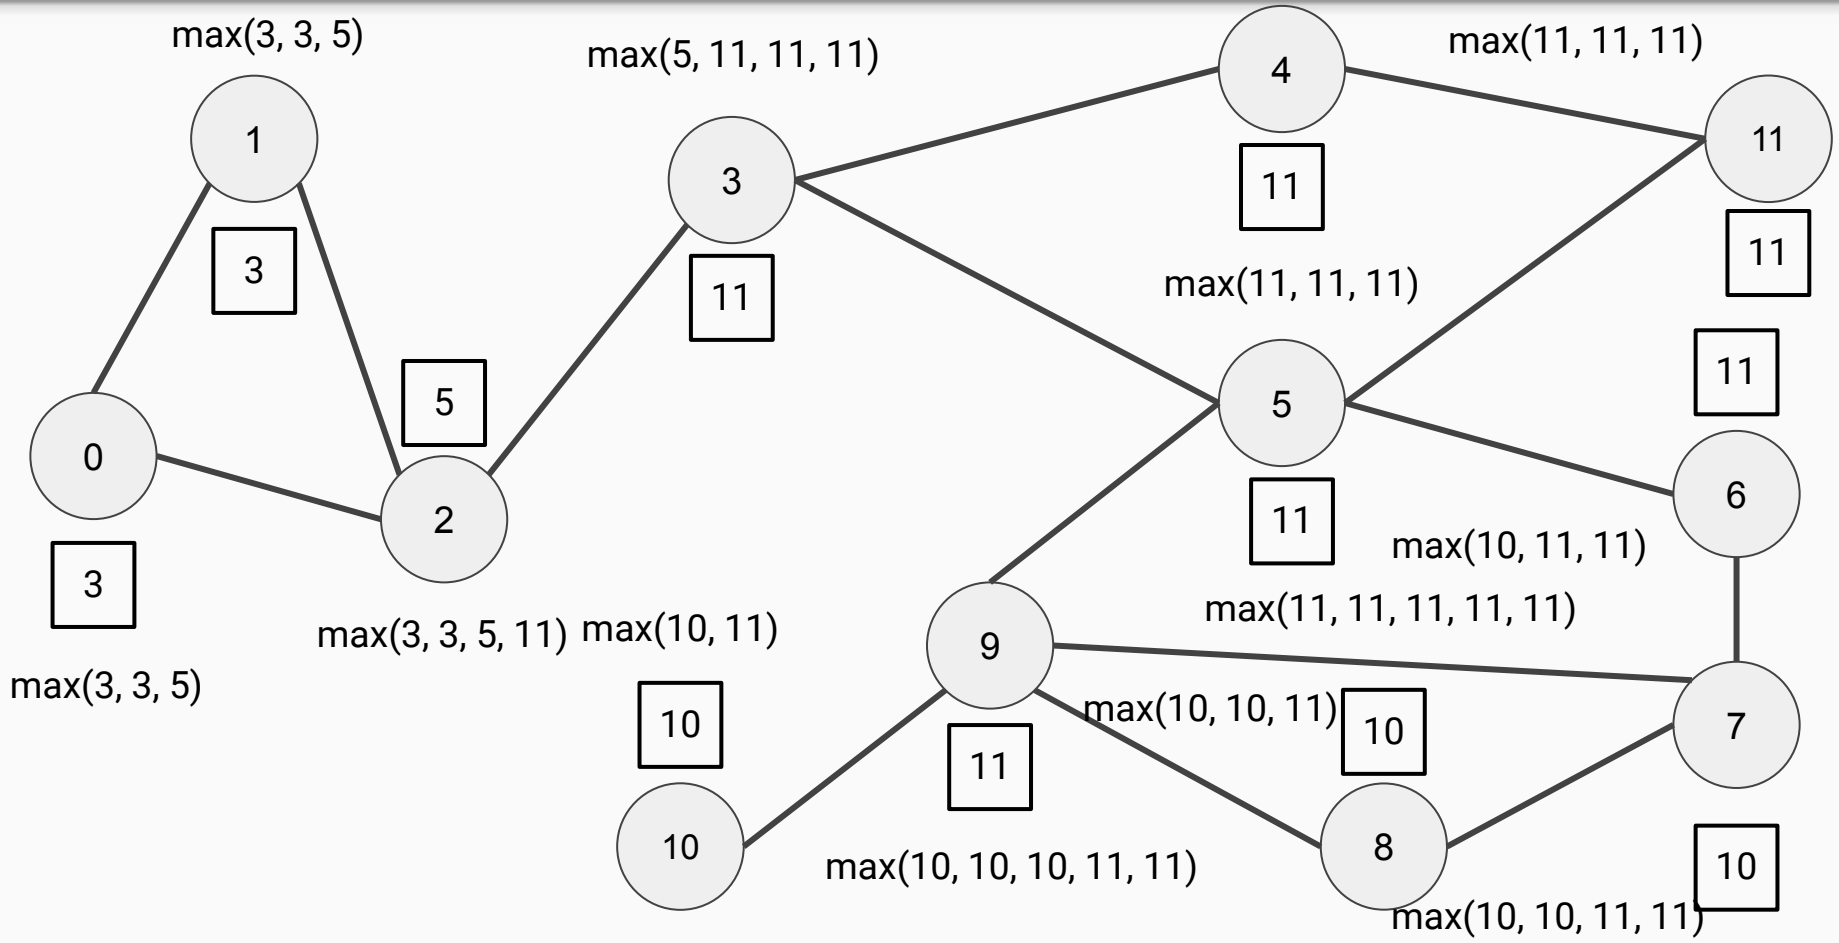 max(3, 3, 5)
1
3
0
3
max(3, 3, 5)
5
2
max(3, 3, 5, 11)
max(5, 11, 11, 11)
3
11
4
11
max(11, 11, 11)
11
11
max(11, 11, 11)
5
11
11
6
max(10, 11, 11)
max(11, 11, 11, 11, 11)
max(10, 11)
10
10
9
11
max(10, 10, 10, 11, 11)
max(10, 10, 11)
10
8
7
10
max(10, 10, 11, 11)